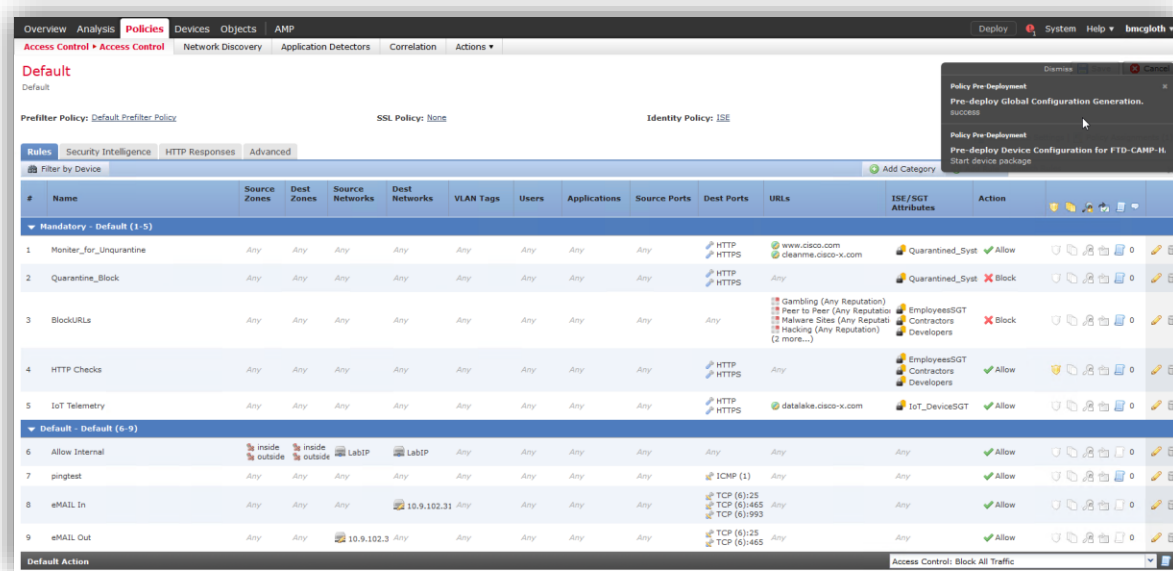 Overview Analysis Policies Devices Objects AMP Deploy System Help bmcgloth
Access Control Access Control Network Discovery Application Detectors Correlation Actions
Default
Default
Dismiss Cancel
Policy Pre-Deployment
Pre-deploy Global Configuration Generation.
success
Policy Pre-Deployment
Pre-deploy Device Configuration for FTD-CAMP-H.
Start device package
Prefilter Policy: Default Prefilter Policy SSL Policy: None Identity Policy: ISE
Rules Security Intelligence HTTP Responses Advanced
Filter by Device Add Category
# Name Source Zones Dest Zones Source Networks Dest Networks VLAN Tags Users Applications Source Ports Dest Ports URLs ISE/SGT Attributes Action
Mandatory - Default (1-5)
1 Moniter_for_Unqurantine Any Any Any Any Any Any Any Any HTTP HTTPS www.cisco.com cleanme.cisco-x.com Quarantined_Syst Allow 0
2 Quarantine_Block Any Any Any Any Any Any Any Any HTTP HTTPS Any Quarantined_Syst Block 0
3 BlockURLs Any Any Any Any Any Any Any Any Any Gambling (Any Reputation) Peer to Peer (Any Reputation Malware Sites (Any Reputati Hacking (Any Reputation) (2 more...) EmployeesSGT Contractors Developers Block 0
4 HTTP Checks Any Any Any Any Any Any Any Any HTTP HTTPS Any EmployeesSGT Contractors Developers Allow 0
5 IoT Telemetry Any Any Any Any Any Any Any Any HTTP HTTPS datalake.cisco-x.com IoT_DeviceSGT Allow 0
Default - Default (6-9)
6 Allow Internal inside outside inside outside LabIP LabIP Any Any Any Any Any Any Any Allow 0
7 pingtest Any Any Any Any Any Any Any Any ICMP (1) Any Any Allow 0
8 eMAIL In Any Any Any 10.9.102.31 Any Any Any Any TCP (6):25 TCP (6):465 TCP (6):993 Any Any Allow 0
9 eMAIL Out Any Any 10.9.102.3 Any Any Any Any Any TCP (6):25 TCP (6):465 Any Any Allow 0
Default Action Access Control: Block All Traffic